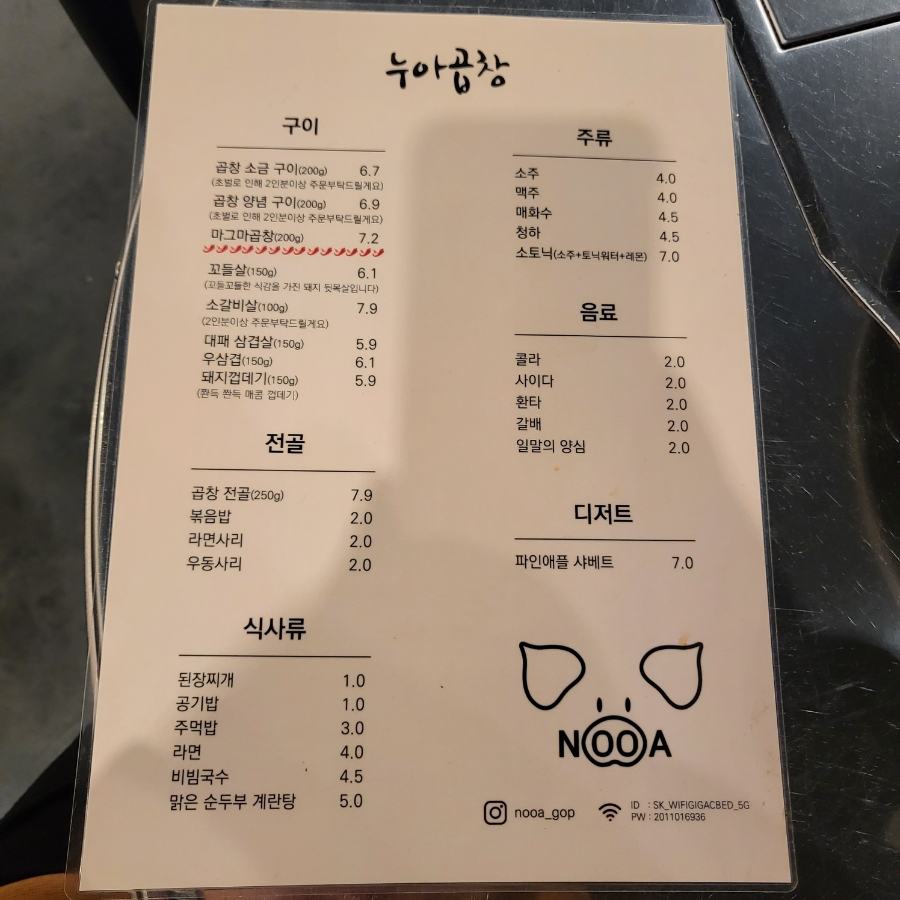 누아곱창
구이
곱창 소금 구이(200g) 6.7
(초벌로 인해 2인분이상 주문부탁드릴게요)
곱창 양념 구이(200g) 6.9
(초벌로 인해 2인분이상 주문부탁드릴게요)
마그마곱창(200g) 7.2
꼬들살(150g) 6.1
(꼬들꼬들한 식감을 가진 돼지 뒷목살입니다)
소갈비살(100g) 7.9
(2인분이상 주문부탁드릴게요)
대패 삼겹살(150g) 5.9
우삼겹(150g) 6.1
돼지껍데기(150g) 5.9
(쫀득 쫀득 매콤 껍데기)
전골
곱창 전골(250g) 7.9
볶음밥 2.0
라면사리 2.0
우동사리 2.0
식사류
된장찌개 1.0
공기밥 1.0
주먹밥 3.0
라면 4.0
비빔국수 4.5
맑은 순두부 계란탕 5.0
주류
소주 4.0
맥주 4.0
매화수 4.5
청하 4.5
소토닉(소주+토닉워터+레몬) 7.0
음료
콜라 2.0
사이다 2.0
환타 2.0
갈배 2.0
일말의 양심 2.0
디저트
파인애플 샤베트 7.0
NOOA
nooa_gop
ID : SK_WIFIGIGACBED_5G
PW : 2011016936